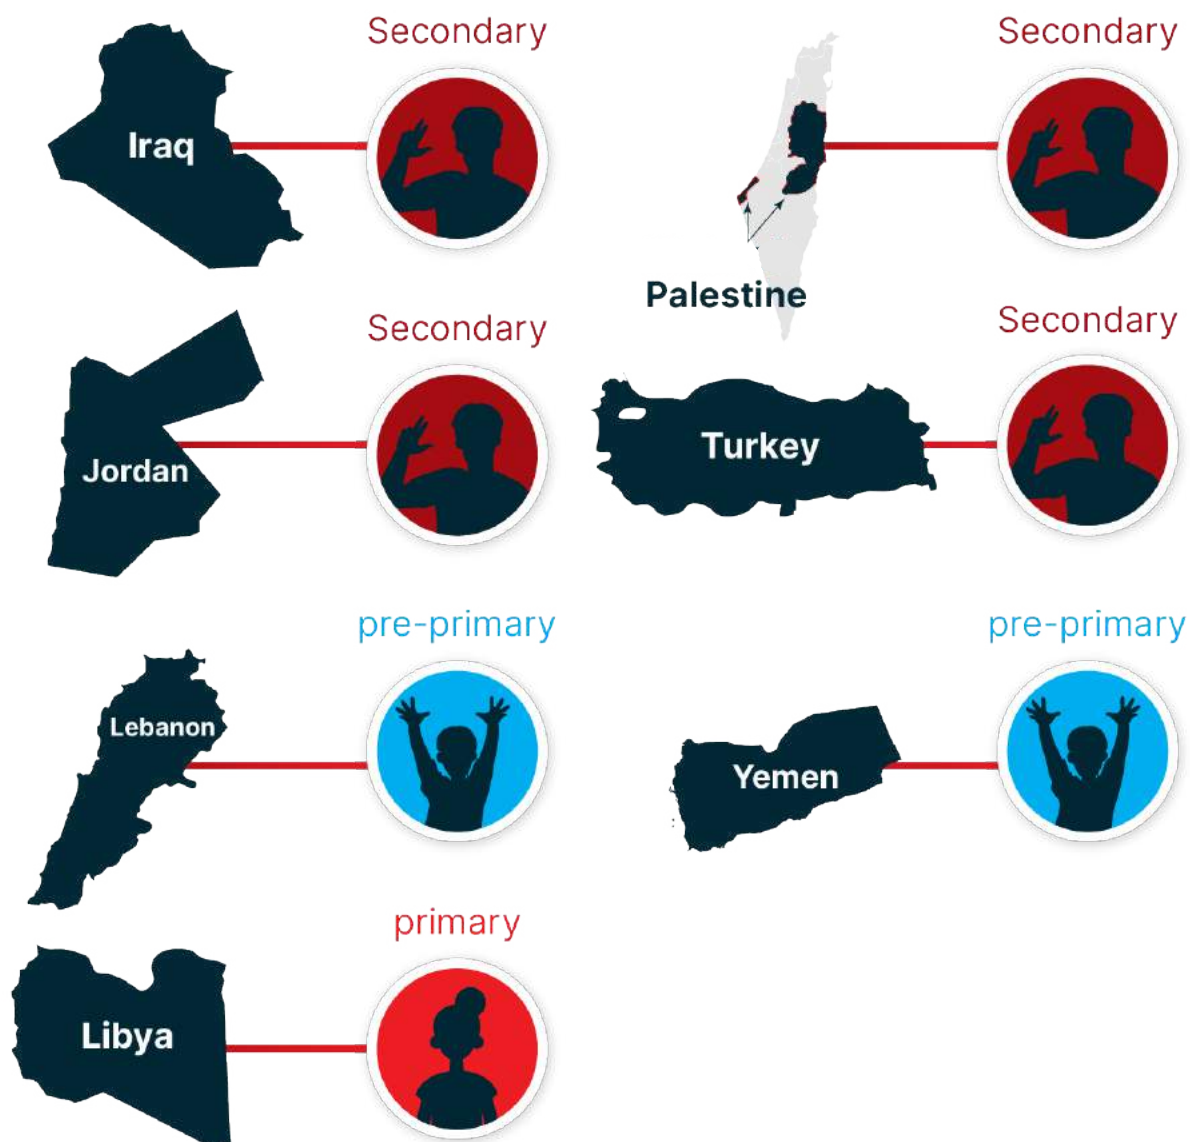 Secondary
Iraq
Secondary
Palestine
Secondary
Jordan
Secondary
Turkey
pre-primary
Lebanon
pre-primary
Yemen
primary
Libya